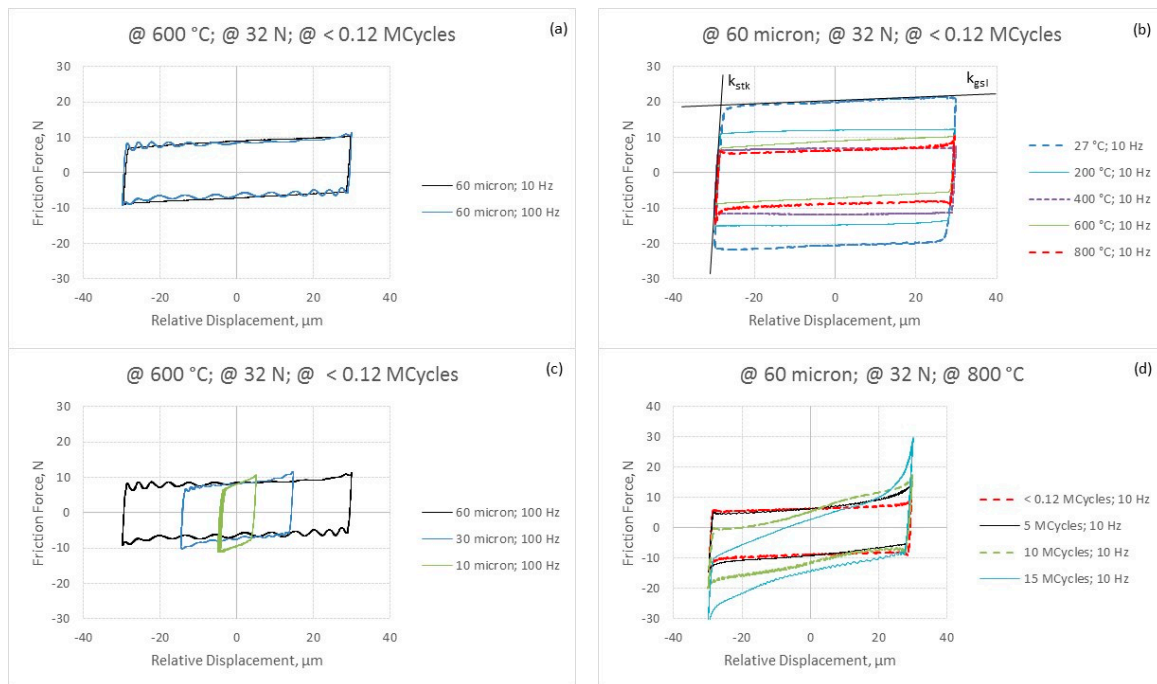 @ 600 °C; @ 32 N; @ < 0.12 MCycles
(a)
30
20
10
0
-10
-20
-30
-40
-20
0
20
40
Friction Force, N
Relative Displacement, µm
60 micron; 10 Hz
60 micron; 100 Hz
@ 60 micron; @ 32 N; @ < 0.12 MCycles
(b)
kstk
kgsl
30
20
10
0
-10
-20
-30
-40
-20
0
20
40
Friction Force, N
Relative Displacement, µm
27 °C; 10 Hz
200 °C; 10 Hz
400 °C; 10 Hz
600 °C; 10 Hz
800 °C; 10 Hz
@ 600 °C; @ 32 N; @ < 0.12 MCycles
(c)
30
20
10
0
-10
-20
-30
-40
-20
0
20
40
Friction Force, N
Relative Displacement, µm
60 micron; 100 Hz
30 micron; 100 Hz
10 micron; 100 Hz
@ 60 micron; @ 32 N; @ 800 °C
(d)
40
30
20
10
0
-10
-20
-30
-40
-20
0
20
40
Friction Force, N
Relative Displacement, µm
< 0.12 MCycles; 10 Hz
5 MCycles; 10 Hz
10 MCycles; 10 Hz
15 MCycles; 10 Hz